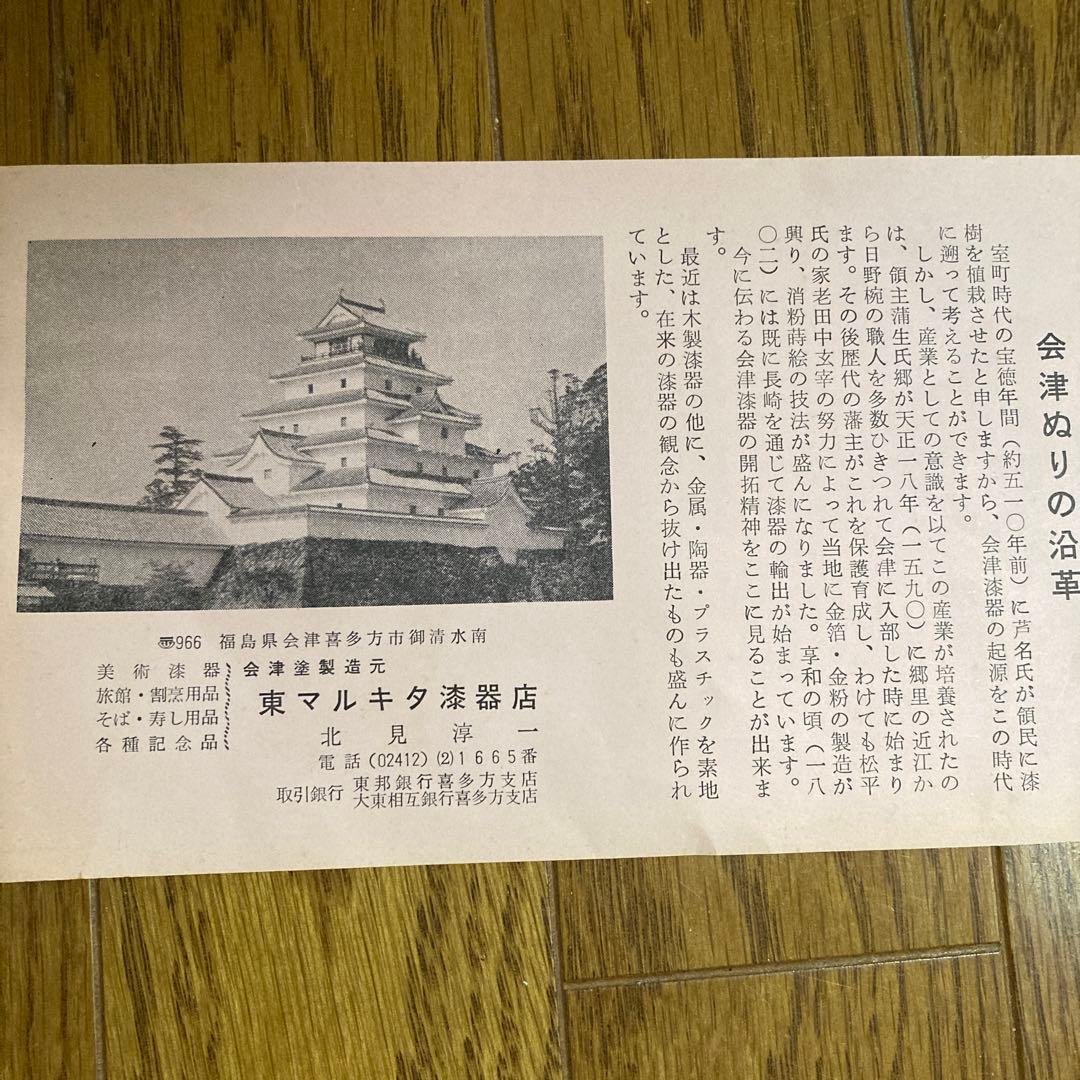 会津ぬりの沿革
室町時代の宝徳年間（約五一〇年前）に芦名氏が領民に漆
樹を植栽させたと申しますから、会津漆器の起源をこの時代
に遡って考えることができます。
しかし、産業としての意識を以てこの産業が培養されたの
は、領主蒲生氏郷が天正一八年（一五九〇）に郷里の近江か
ら日野椀の職人を多数ひきつれて会津に入部した時に始まり
ます。その後歴代の藩主がこれを保護育成し、わけても松平
氏の家老田中玄宰の努力によって当地に金箔・金粉の製造が
興り、消粉蒔絵の技法が盛んになりました。享和の頃（一八
〇二）には既に長崎を通じて漆器の輸出が始まっています。
今に伝わる会津漆器の開拓精神をここに見ることが出来ま
す。
最近は木製漆器の他に、金属・陶器・プラスチックを素地
とした、在来の漆器の観念から抜け出たものも盛んに作られ
ています。
〠966 福島県会津喜多方市御清水南
美術漆器
旅館・割烹用品
そば・寿し用品
各種記念品
会津塗製造元
東マルキタ漆器店
北見淳一
電話(02412)(2)1665番
取引銀行 東邦銀行喜多方支店
大東相互銀行喜多方支店